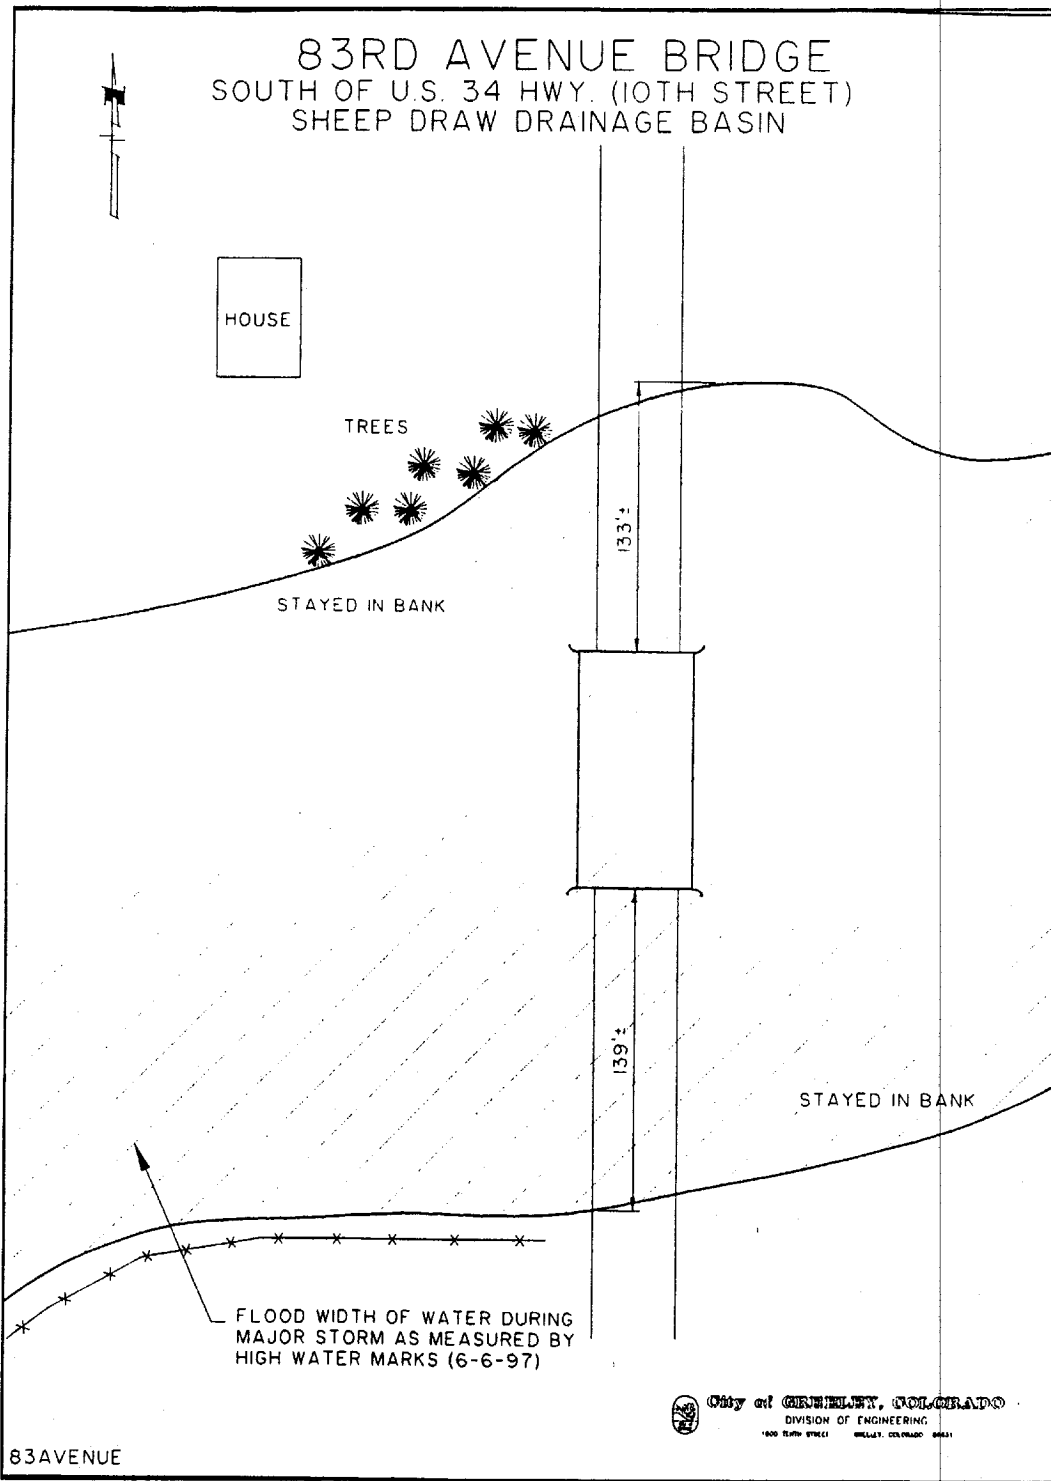 83RD AVENUE BRIDGE
SOUTH OF U.S. 34 HWY. (10TH STREET)
SHEEP DRAW DRAINAGE BASIN
HOUSE
TREES
133'±
STAYED IN BANK
139'±
STAYED IN BANK
FLOOD WIDTH OF WATER DURING
MAJOR STORM AS MEASURED BY
HIGH WATER MARKS (6-6-97)
City of GREELEY, COLORADO
DIVISION OF ENGINEERING
GREELEY, COLORADO
83AVENUE